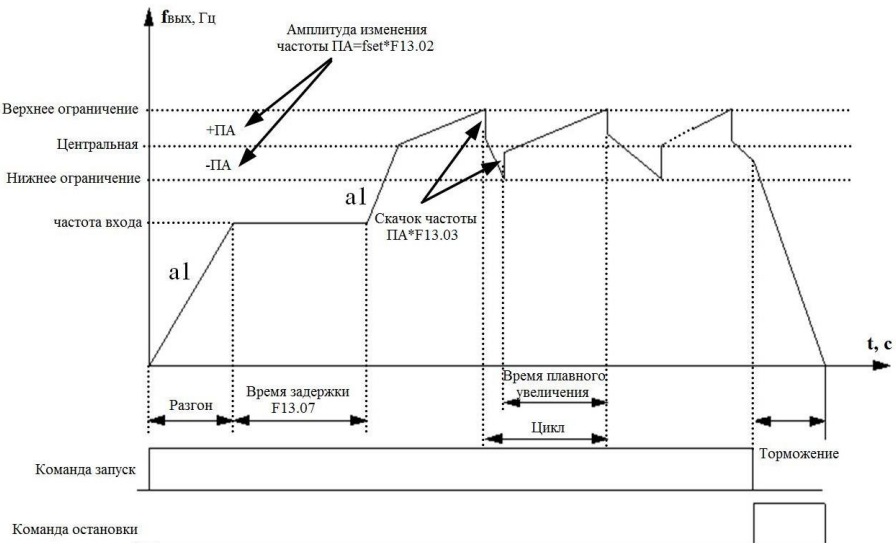 fвых, Гц
Амплитуда изменения
частоты ПА=fset*F13.02
Верхнее ограничение
+ПА
Центральная
-ПА
Нижнее ограничение
a1
Скачок частоты
ПА*F13.03
частота входа
a1
t, с
Время плавного
увеличения
Время задержки
F13.07
Разгон
Цикл
Торможение
Команда запуск
Команда остановки